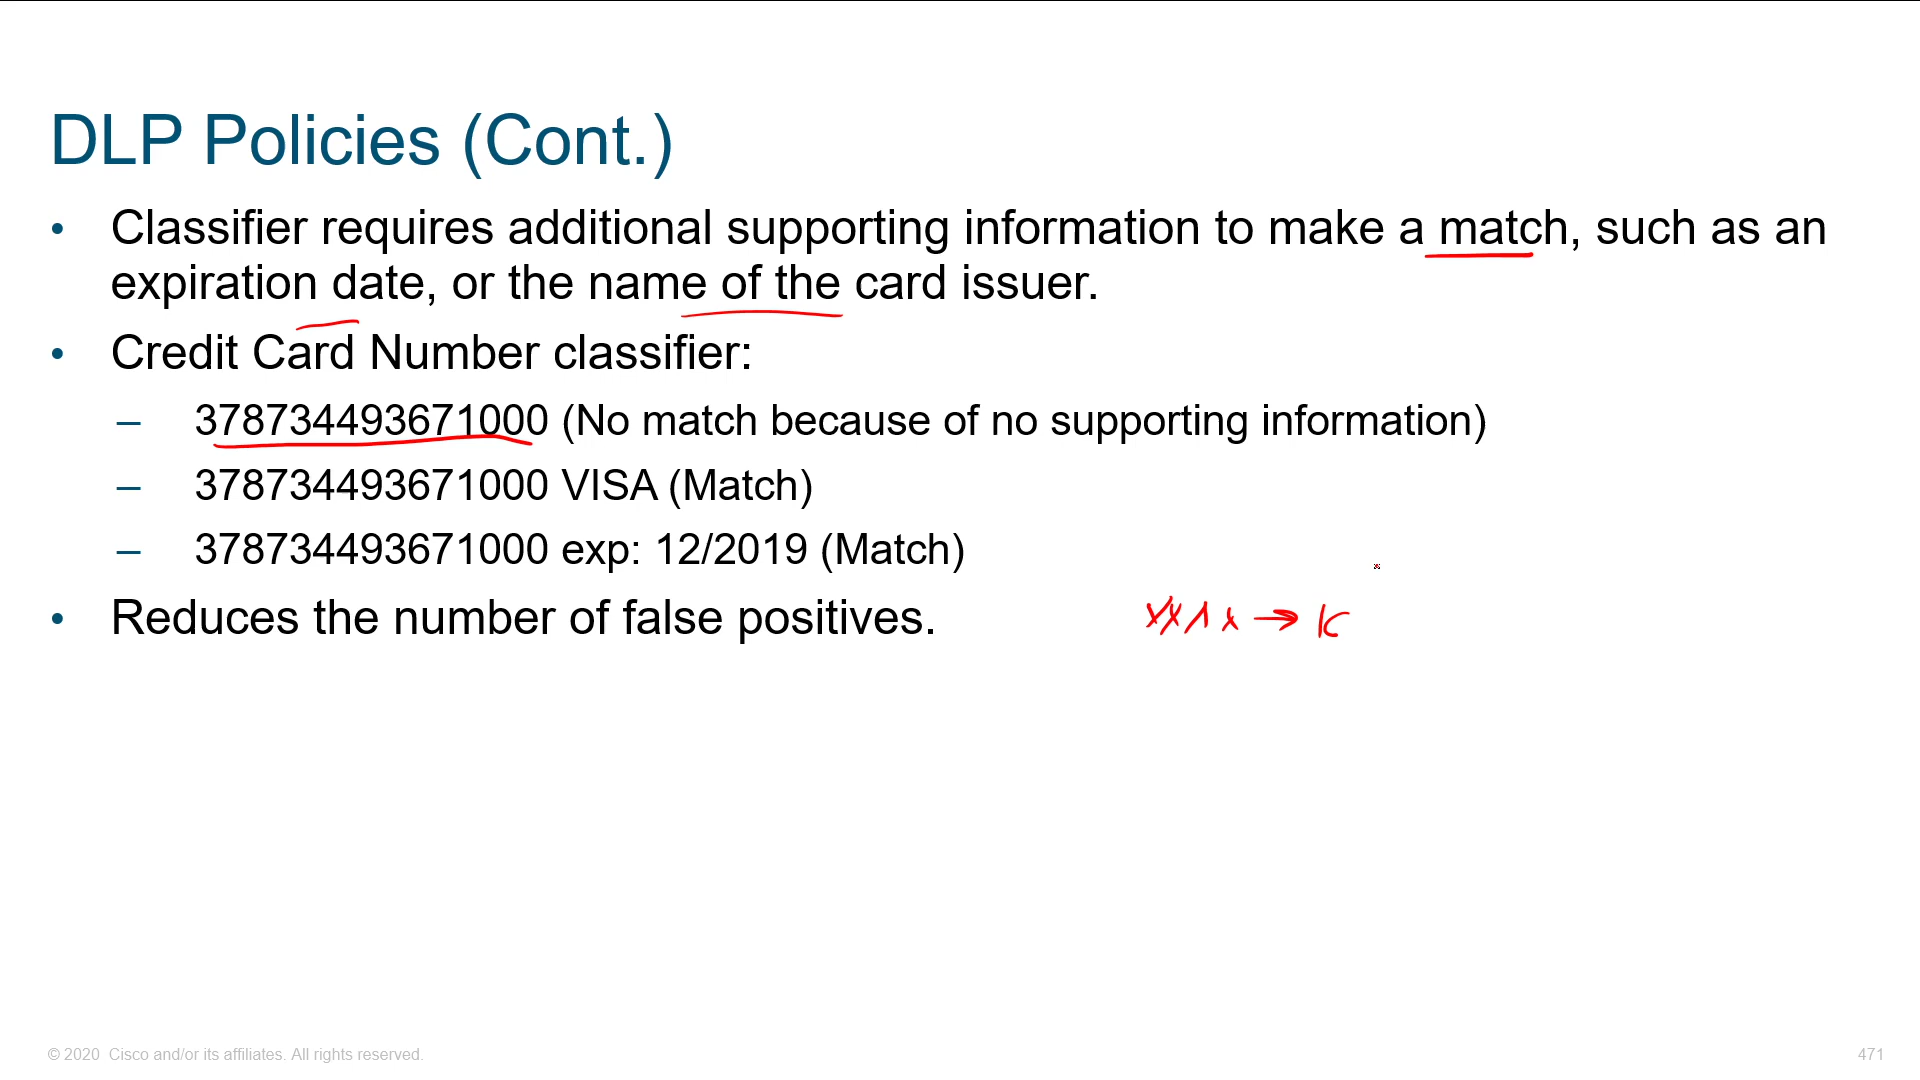 DLP Policies (Cont.)
• Classifier requires additional supporting information to make a match, such as an
expiration date, or the name of the card issuer.
• Credit Card Number classifier:
– 378734493671000 (No match because of no supporting information)
– 378734493671000 VISA (Match)
– 378734493671000 exp: 12/2019 (Match)
• Reduces the number of false positives.
© 2020 Cisco and/or its affiliates. All rights reserved.
471